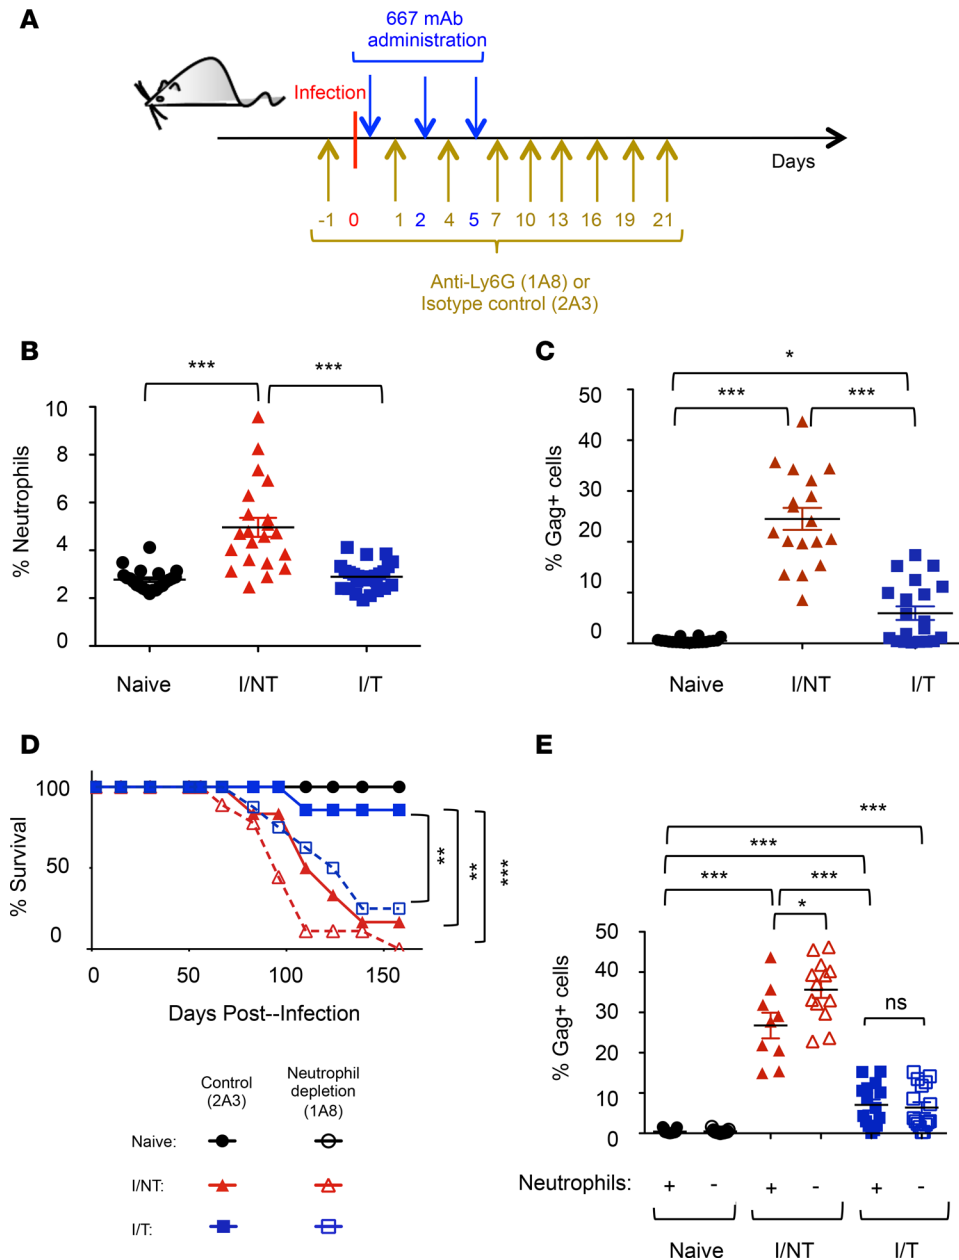 A
667 mAb
administration
Infection
Days
-1 0 1 2 4 5 7 10 13 16 19 21
Anti-Ly6G (1A8) or
Isotype control (2A3)
B
*** ***
% Neutrophils
10
8
6
4
2
0
Naive I/NT I/T
C
*
*** ***
% Gag+ cells
50
40
30
20
10
0
Naive I/NT I/T
D
% Survival
100
50
0
0 50 100 150
Days Post--Infection
**
**
***
Control
(2A3)
Neutrophil
depletion
(1A8)
Naive:
I/NT:
I/T:
E
***
***
*** ***
*
ns
% Gag+ cells
50
40
30
20
10
0
Neutrophils: + - + - + -
Naive I/NT I/T